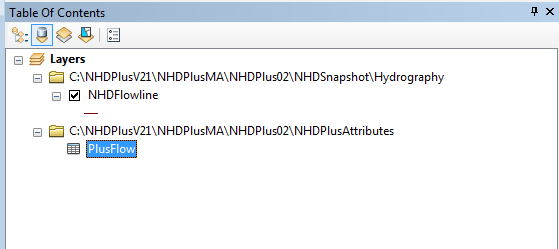 Table Of Contents
Layers
C:\NHDPlusV21\NHDPlusMA\NHDPlus02\NHDSnapshot\Hydrography
NHDFlowline
C:\NHDPlusV21\NHDPlusMA\NHDPlus02\NHDPlusAttributes
PlusFlow